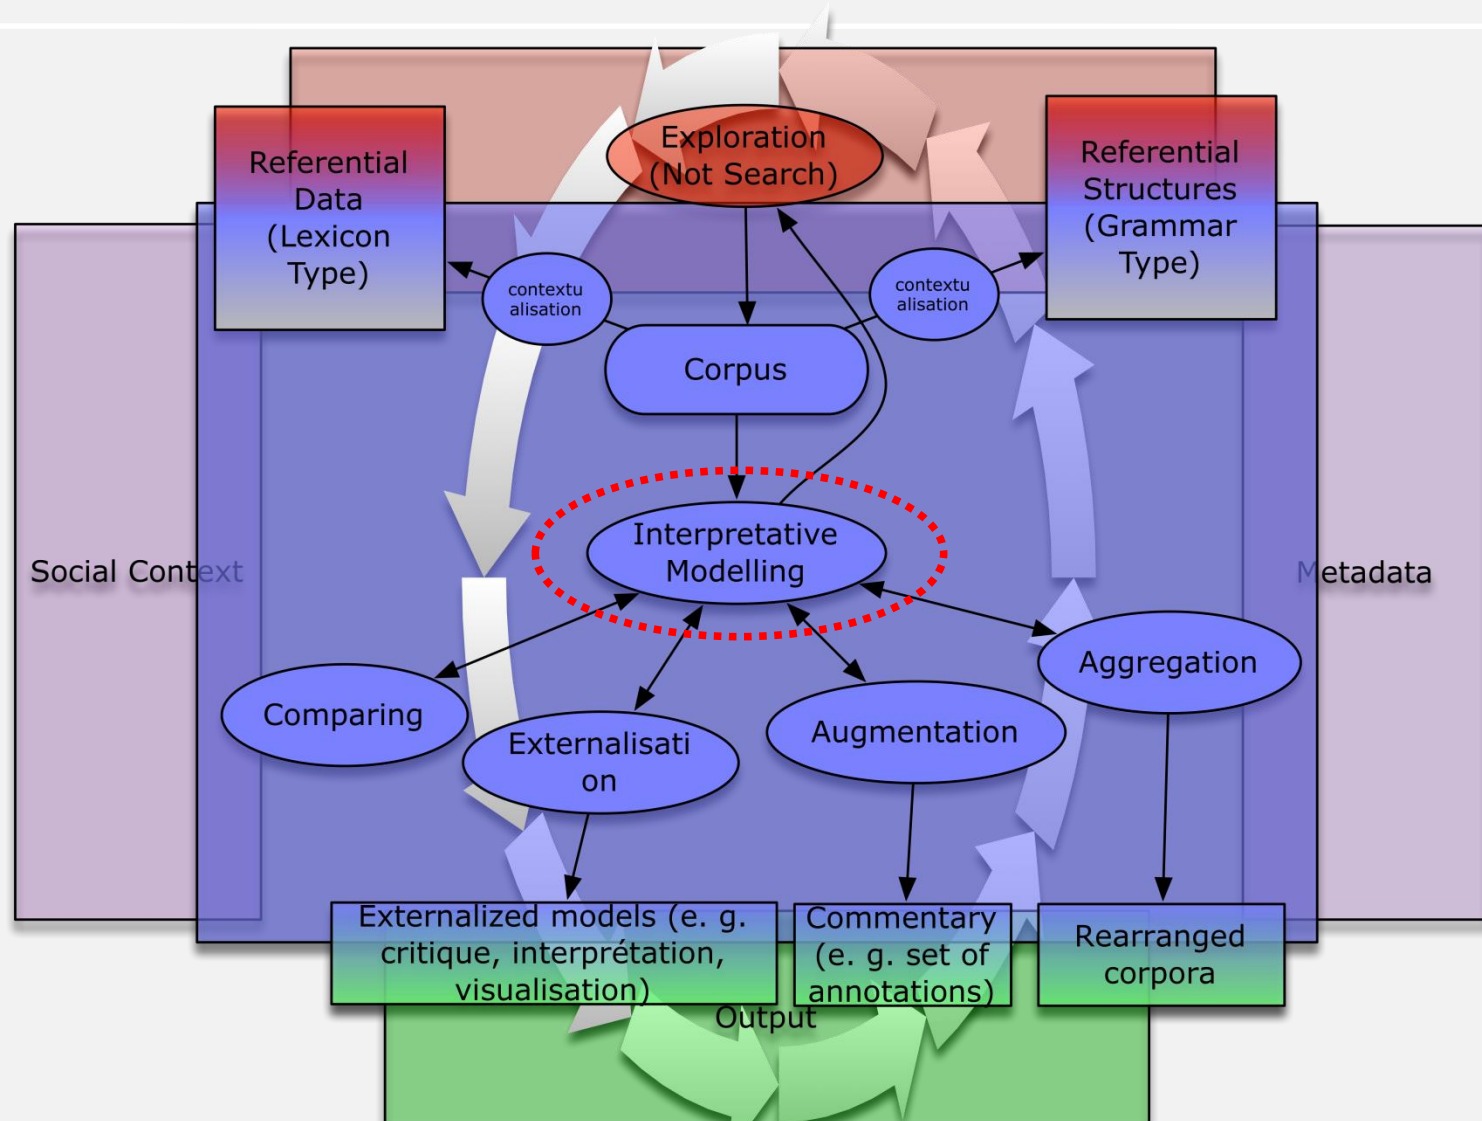 Exploration
(Not Search)
Referential
Data
(Lexicon
Type)
Referential
Structures
(Grammar
Type)
contextu
alisation
contextu
alisation
Corpus
Interpretative
Modelling
Social Context
Metadata
Comparing
Externalisati
on
Augmentation
Aggregation
Externalized models (e. g.
critique, interprétation,
visualisation)
Commentary
(e. g. set of
annotations)
Rearranged
corpora
Output